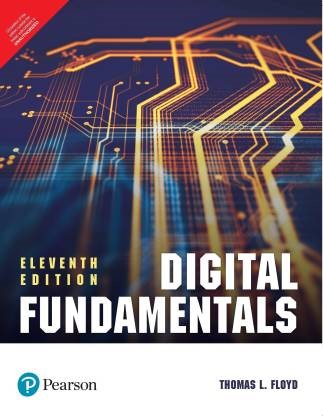 ELEVENTH
EDITION
DIGITAL
FUNDAMENTALS
Pearson
THOMAS L. FLOYD